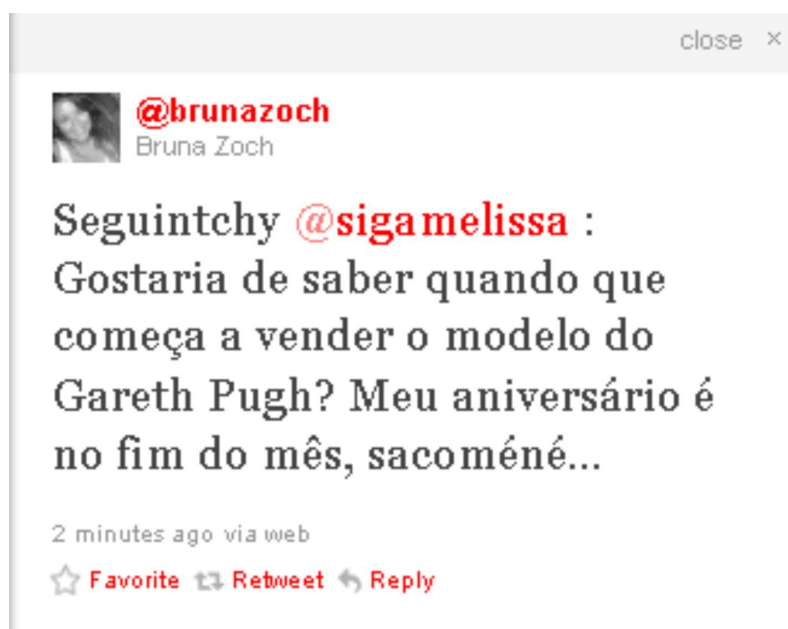 close ×
@brunazoch
Bruna Zoch
Seguintchy @sigamelissa :
Gostaria de saber quando que
começa a vender o modelo do
Gareth Pugh? Meu aniversário é
no fim do mês, sacoméné...
2 minutes ago via web
Favorite Retweet Reply